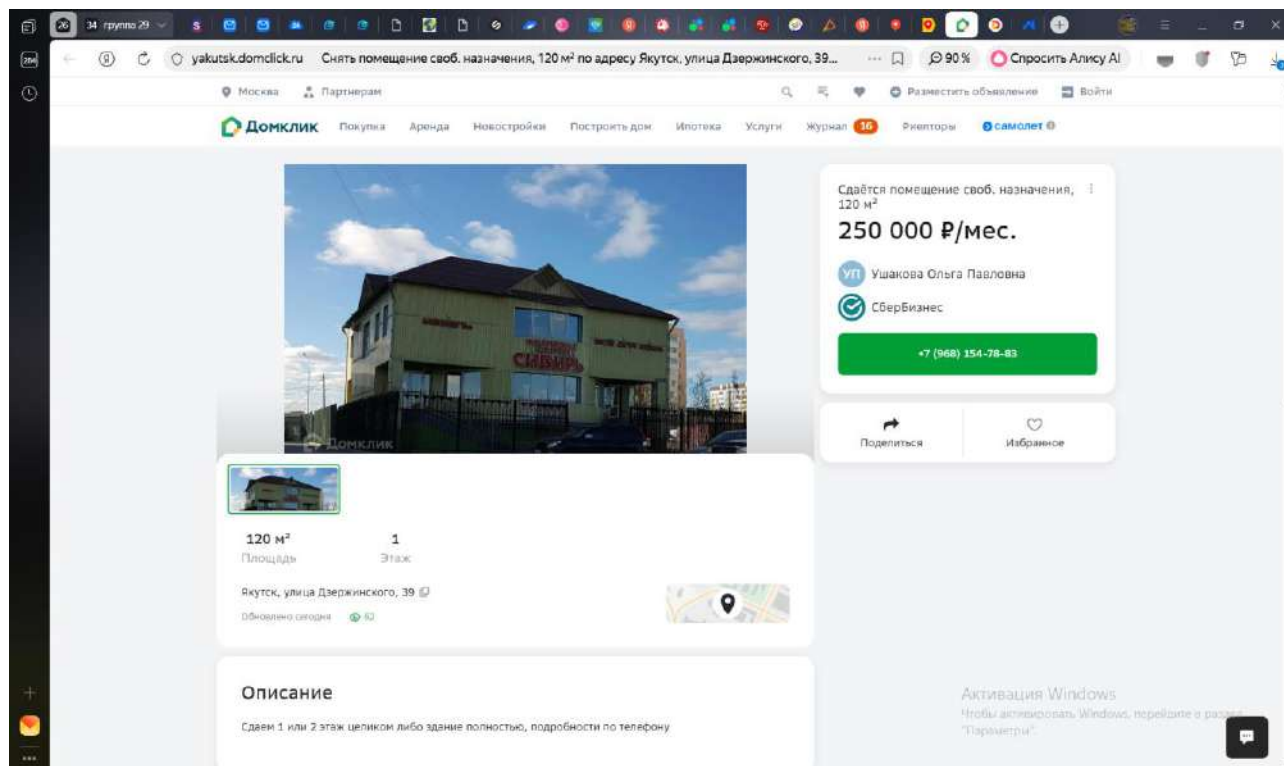 26 34 группа 29
284
yakutsk.domclick.ru Снять помещение своб. назначения, 120 м² по адресу Якутск, улица Дзержинского, 39... 90 % Спросить Алису AI
Москва Партнерам Разместить объявление Войти
Домклик Покупка Аренда Новостройки Построить дом Ипотека Услуги Журнал 16 Риелторы самолет
Сдаётся помещение своб. назначения,
120 м²
250 000 ₽/мес.
УП Ушакова Ольга Павловна
СберБизнес
+7 (968) 154-78-83
Поделиться Избранное
СИБИРЬ
Домклик
120 м² 1
Площадь Этаж
Якутск, улица Дзержинского, 39
Обновлено сегодня
Описание
Сдаем 1 или 2 этаж целиком либо здание полностью, подробности по телефону
Активация Windows
Чтобы активировать Windows, перейдите в раздел
"Параметры".